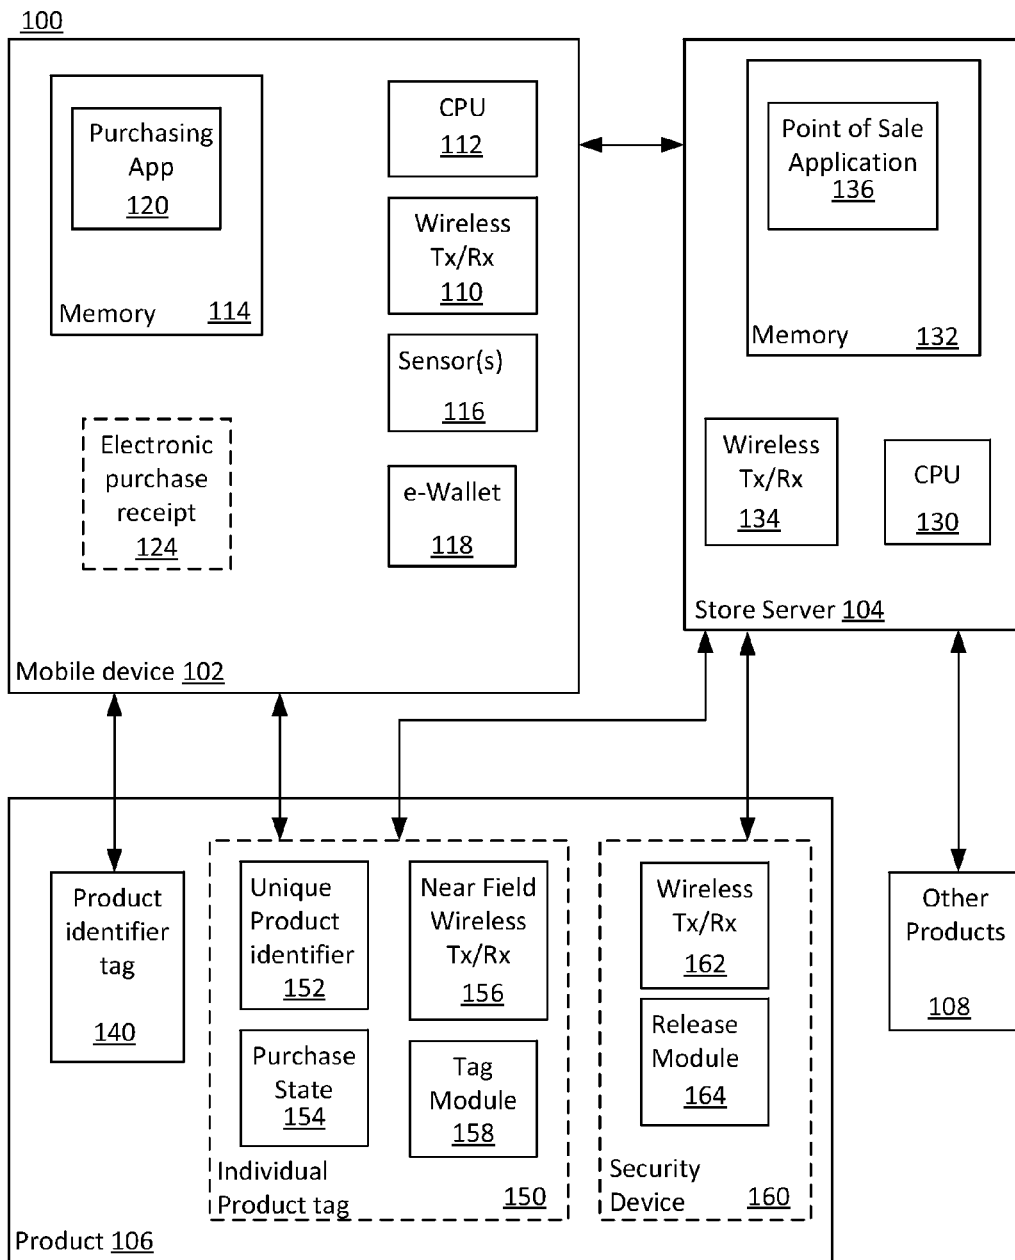 100
Purchasing
App
120
Memory 114
CPU
112
Wireless
Tx/Rx
110
Sensor(s)
116
e-Wallet
118
Electronic
purchase
receipt
124
Mobile device 102
Point of Sale
Application
136
Memory 132
Wireless
Tx/Rx
134
CPU
130
Store Server 104
Product
identifier
tag
140
Unique
Product
identifier
152
Near Field
Wireless
Tx/Rx
156
Purchase
State
154
Tag
Module
158
Individual
Product tag 150
Wireless
Tx/Rx
162
Release
Module
164
Security
Device 160
Other
Products
108
Product 106